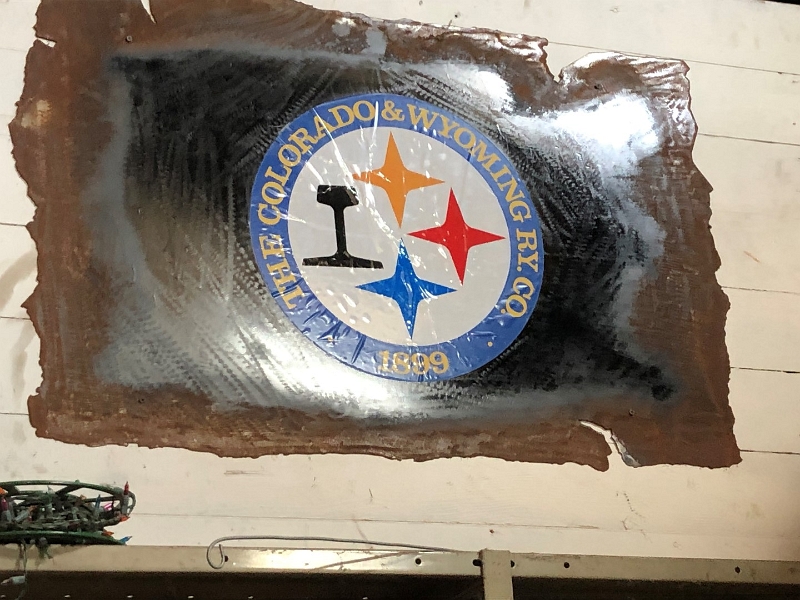 THE COLORADO & WYOMING RY. CO.
1899